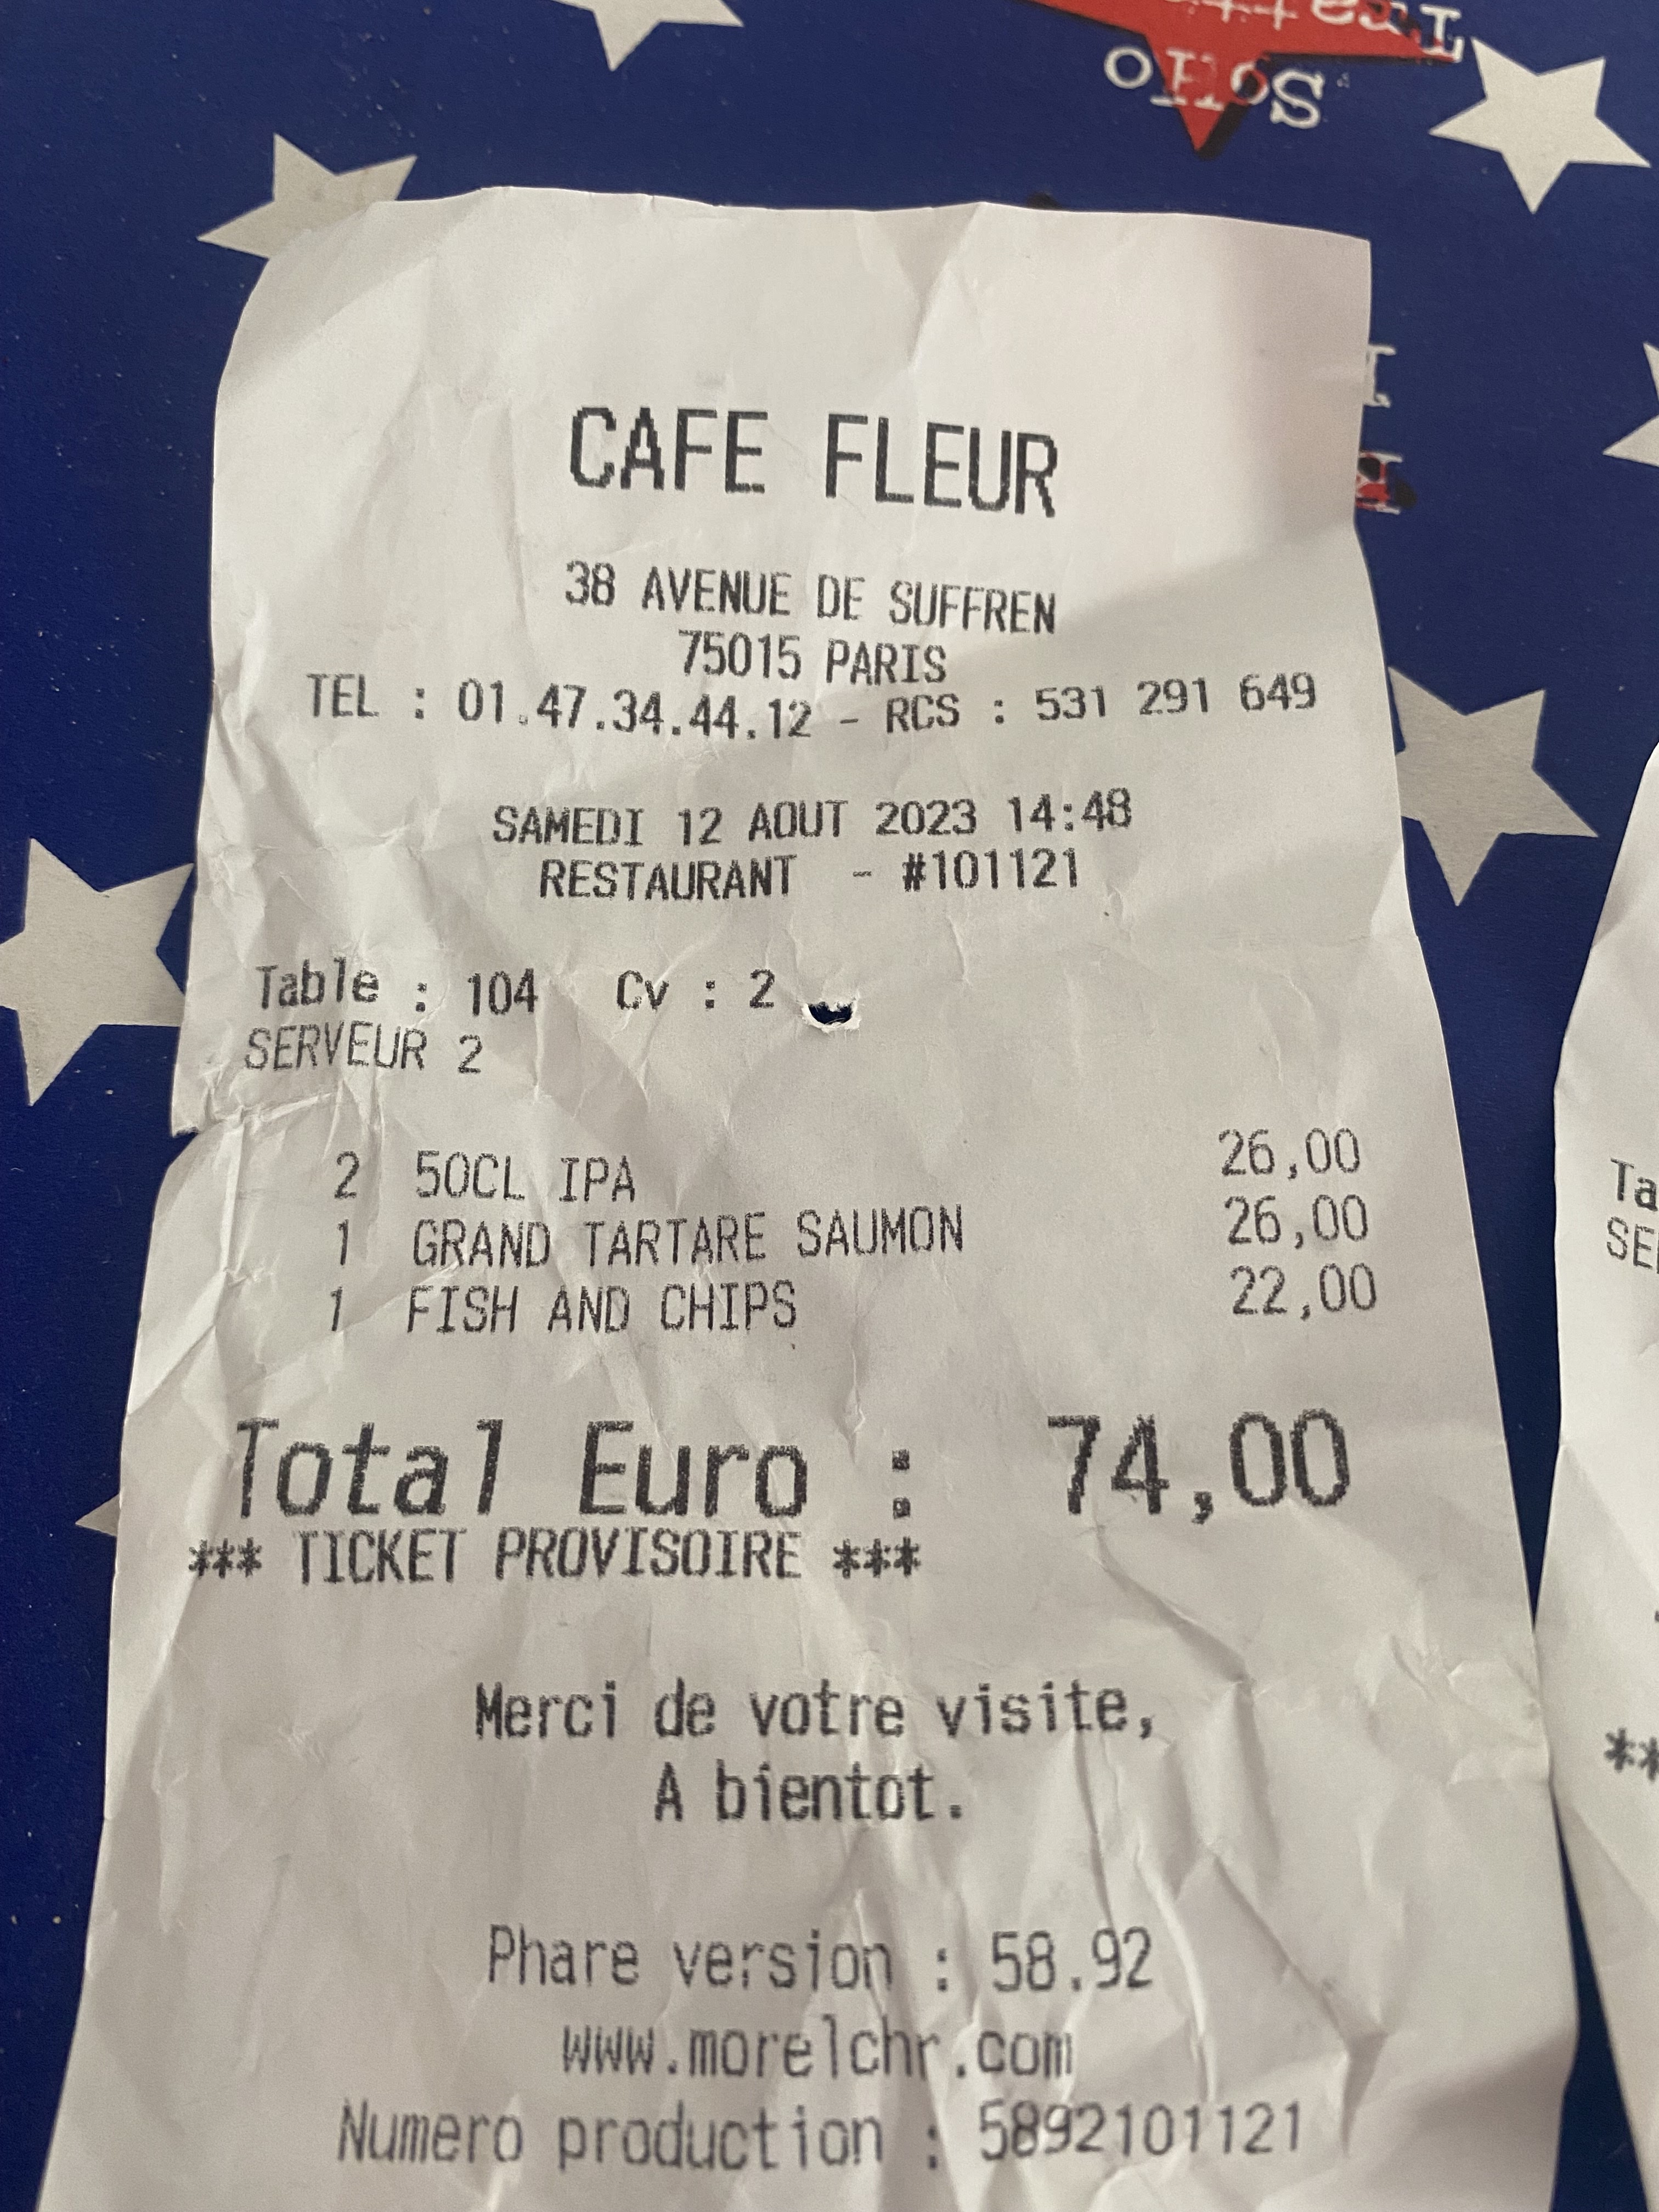 Soho
CAFE FLEUR
38 AVENUE DE SUFFREN
75015 PARIS
TEL : 01.47.34.44.12 - RCS : 531 291 649
SAMEDI 12 AOUT 2023 14:48
RESTAURANT - #101121
Table : 104 Cv : 2
SERVEUR 2
2 50CL IPA 26,00
1 GRAND TARTARE SAUMON 26,00
1 FISH AND CHIPS 22,00
Total Euro : 74,00
*** TICKET PROVISOIRE ***
Merci de votre visite,
A bientot.
Phare version : 58.92
www.morelchr.com
Numero production : 5892101121